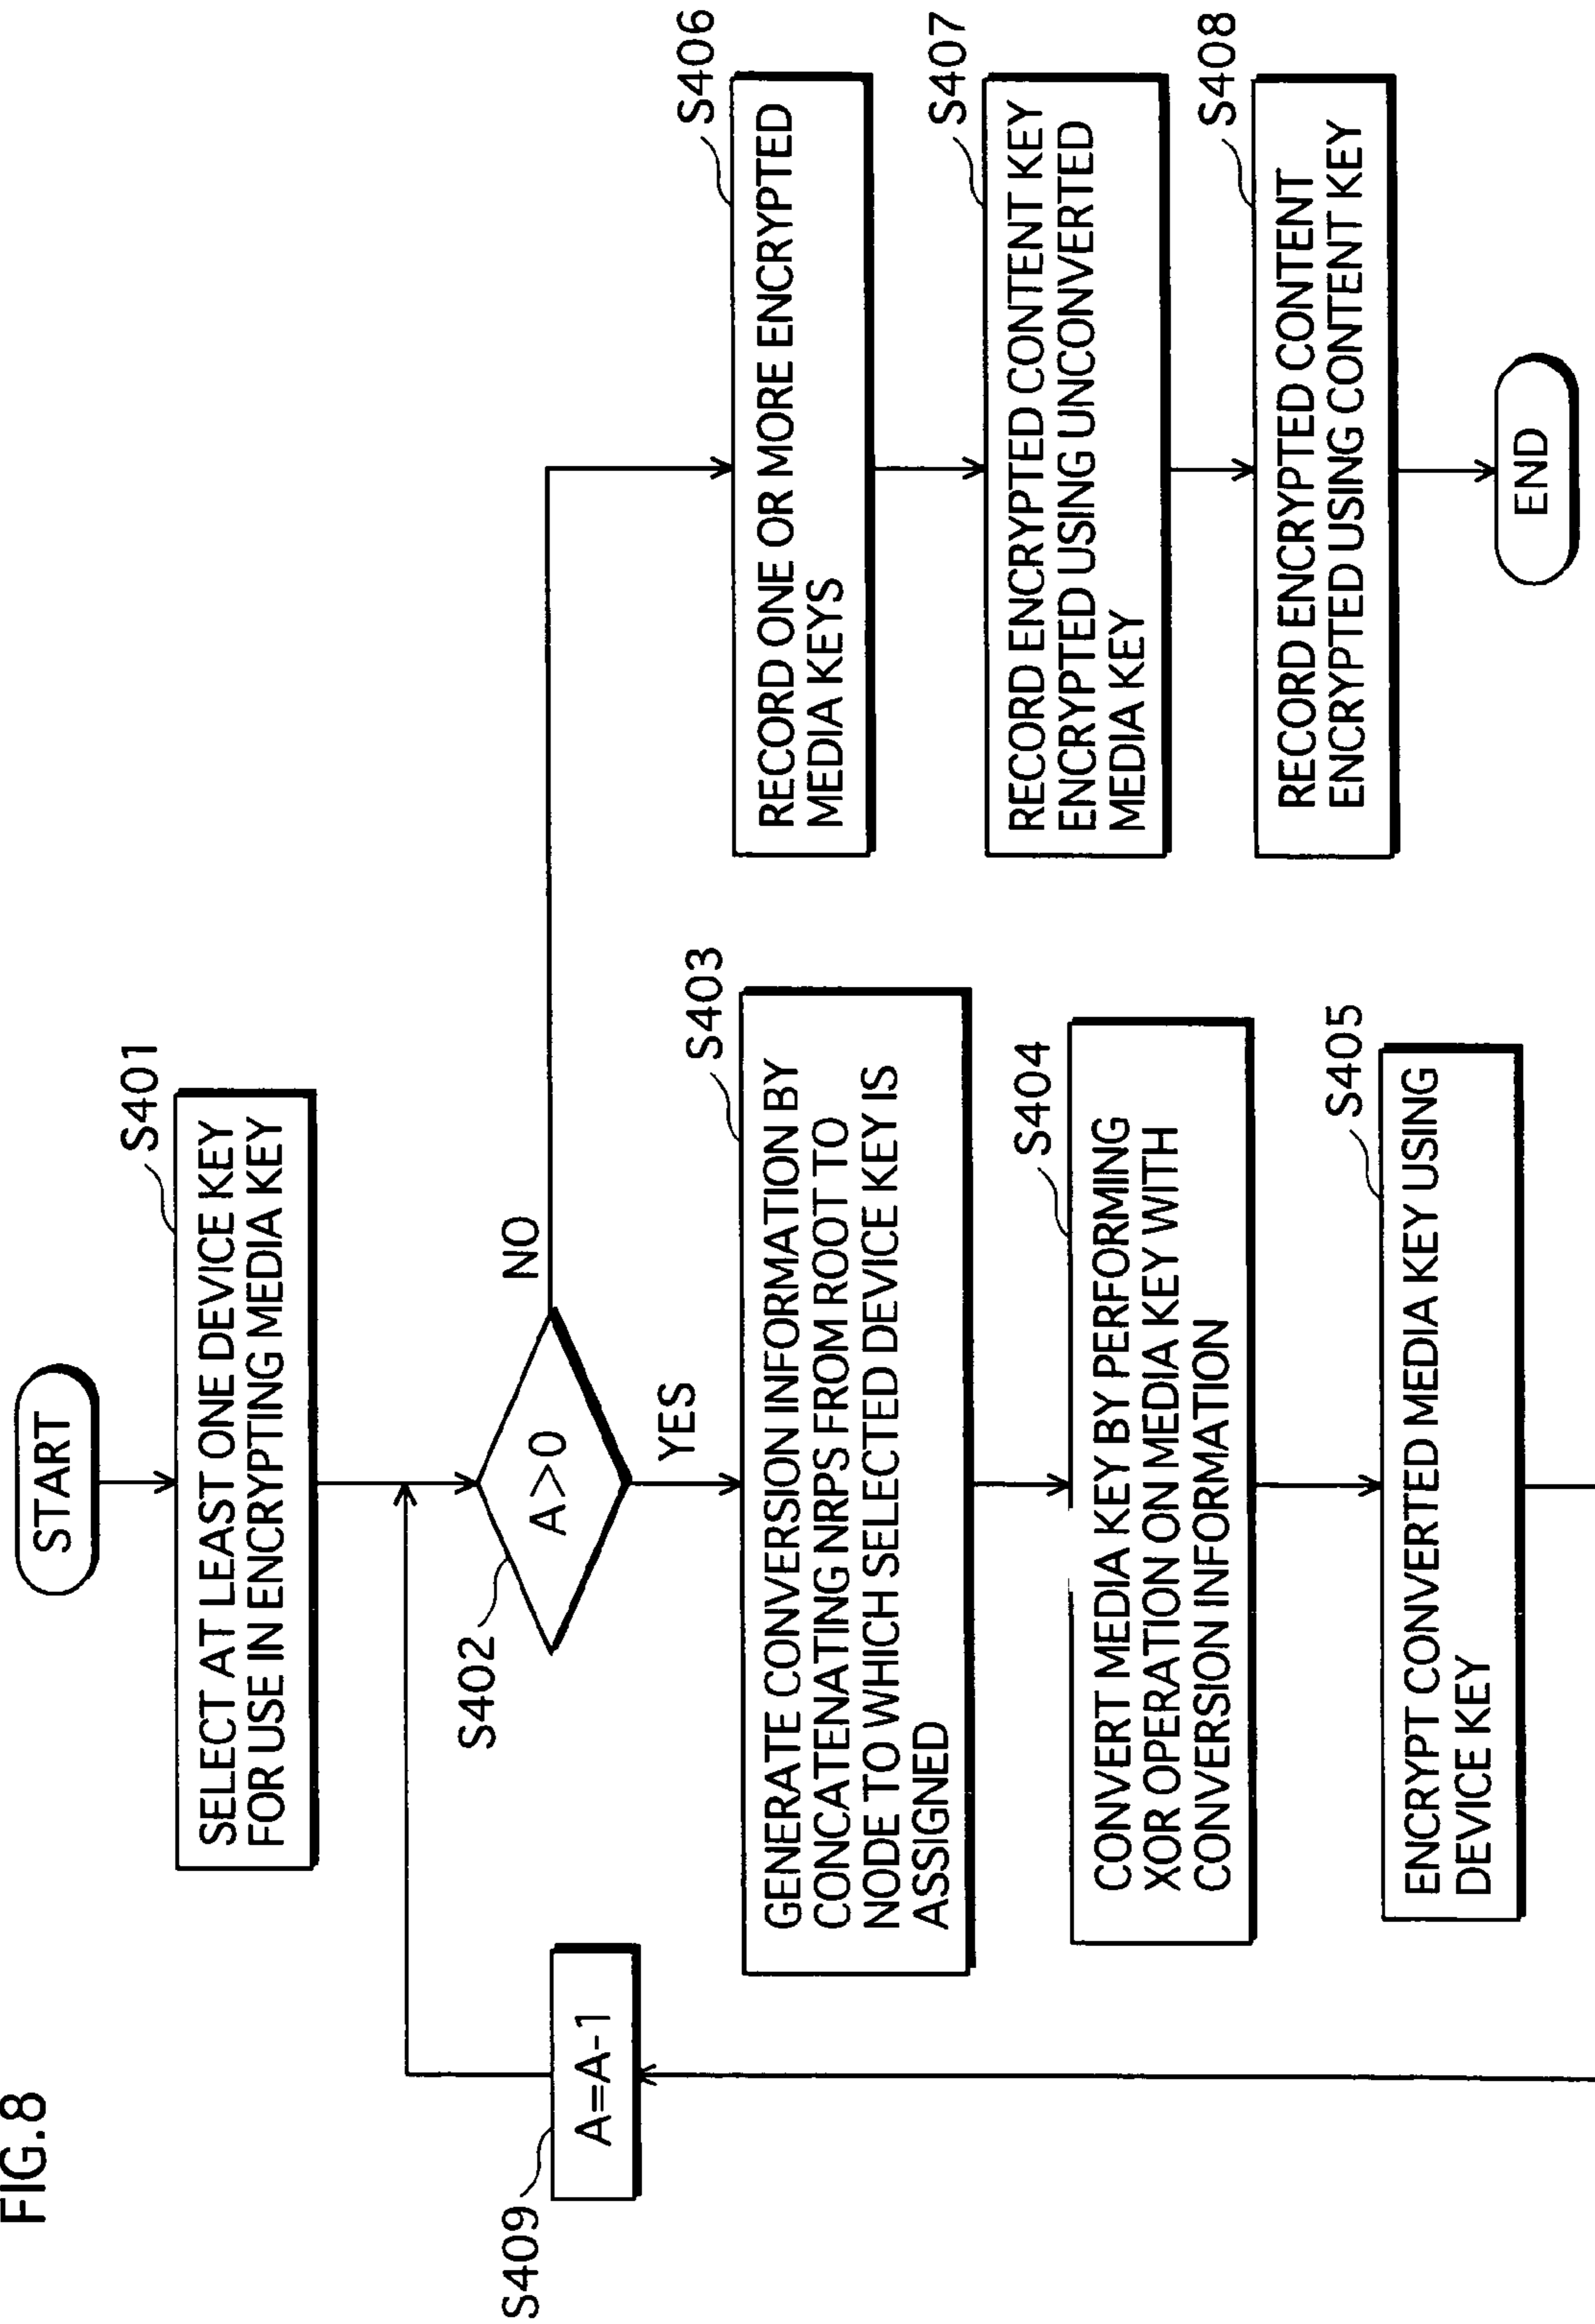 FIG.8
START
S401
SELECT AT LEAST ONE DEVICE KEY
FOR USE IN ENCRYPTING MEDIA KEY
S402
A>0
NO
YES
S403
GENERATE CONVERSION INFORMATION BY
CONCATENATING NRPS FROM ROOT TO
NODE TO WHICH SELECTED DEVICE KEY IS
ASSIGNED
S404
CONVERT MEDIA KEY BY PERFORMING
XOR OPERATION ON MEDIA KEY WITH
CONVERSION INFORMATION
S405
ENCRYPT CONVERTED MEDIA KEY USING
DEVICE KEY
S409
A=A-1
S406
RECORD ONE OR MORE ENCRYPTED
MEDIA KEYS
S407
RECORD ENCRYPTED CONTENT KEY
ENCRYPTED USING UNCONVERTED
MEDIA KEY
S408
RECORD ENCRYPTED CONTENT
ENCRYPTED USING CONTENT KEY
END